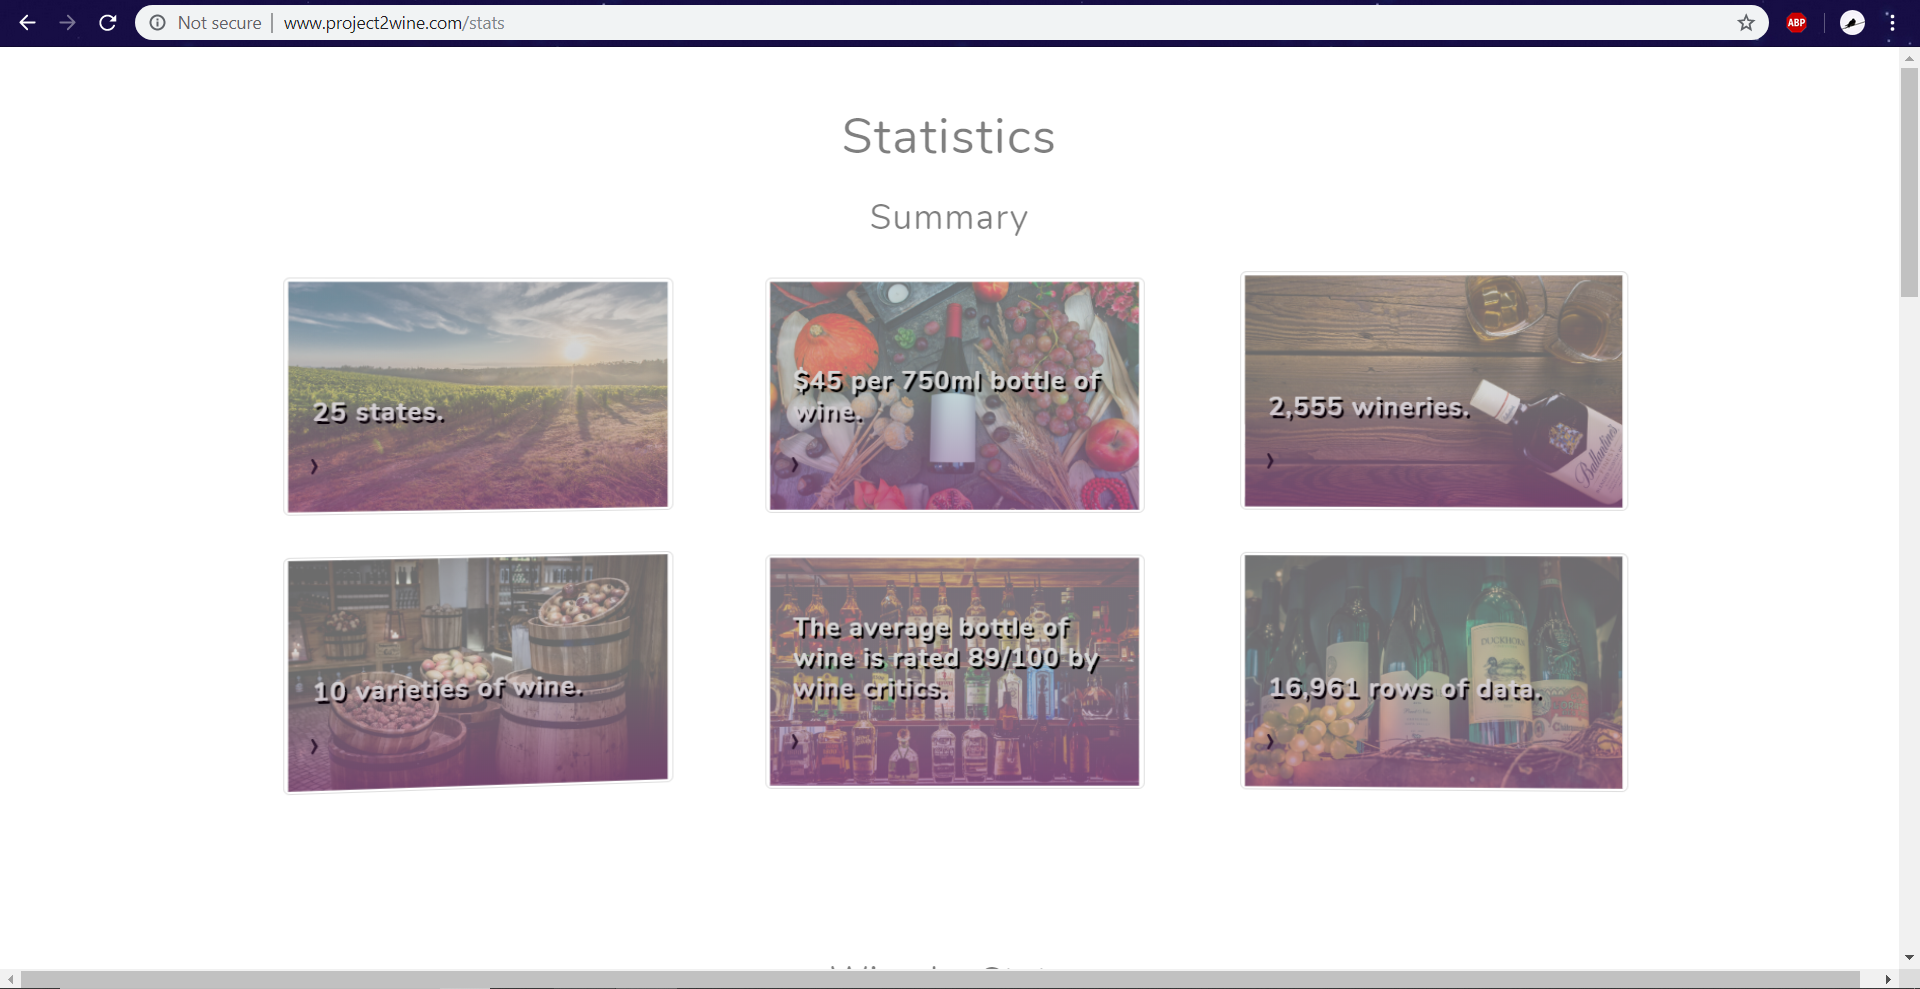 Not secure | www.project2wine.com/stats
ABP
Statistics
Summary
25 states.
$45 per 750ml bottle of
wine.
2,555 wineries.
Ballantine's
10 varieties of wine.
The average bottle of
wine is rated 89/100 by
wine critics.
16,961 rows of data.
DUCKHORN